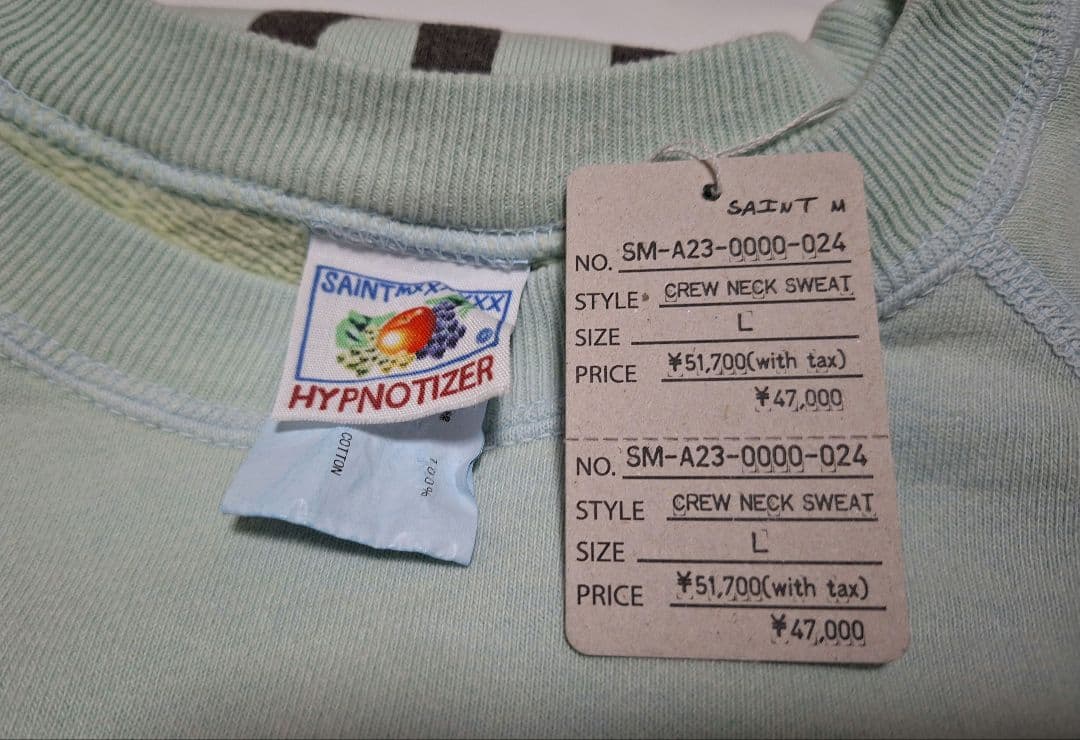 SAINT Mxxxxxx
HYPNOTIZER
COTTON
100%
SAINT M
NO. SM-A23-0000-024
STYLE CREW NECK SWEAT
SIZE L
PRICE ¥51,700(with tax)
¥47,000
NO. SM-A23-0000-024
STYLE CREW NECK SWEAT
SIZE L
PRICE ¥51,700(with tax)
¥47,000